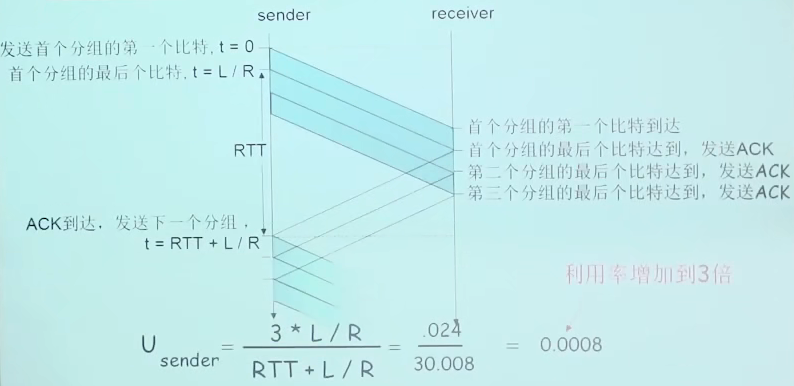 sender receiver
发送首个分组的第一个比特, t = 0
首个分组的最后个比特, t = L / R
首个分组的第一个比特到达
RTT
首个分组的最后个比特达到，发送ACK
第二个分组的最后个比特达到，发送ACK
第三个分组的最后个比特达到，发送ACK
ACK到达，发送下一个分组，
t = RTT + L / R
利用率增加到3倍
U sender = 3 * L / R / RTT + L / R = .024 / 30.008 = 0.0008